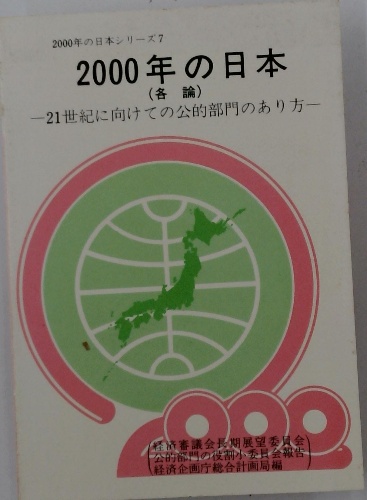 2000年の日本シリーズ7
2000年の日本
(各 論)
—21世紀に向けての公的部門のあり方—
経済審議会長期展望委員会
公的部門の役割小委員会報告
経済企画庁総合計画局編